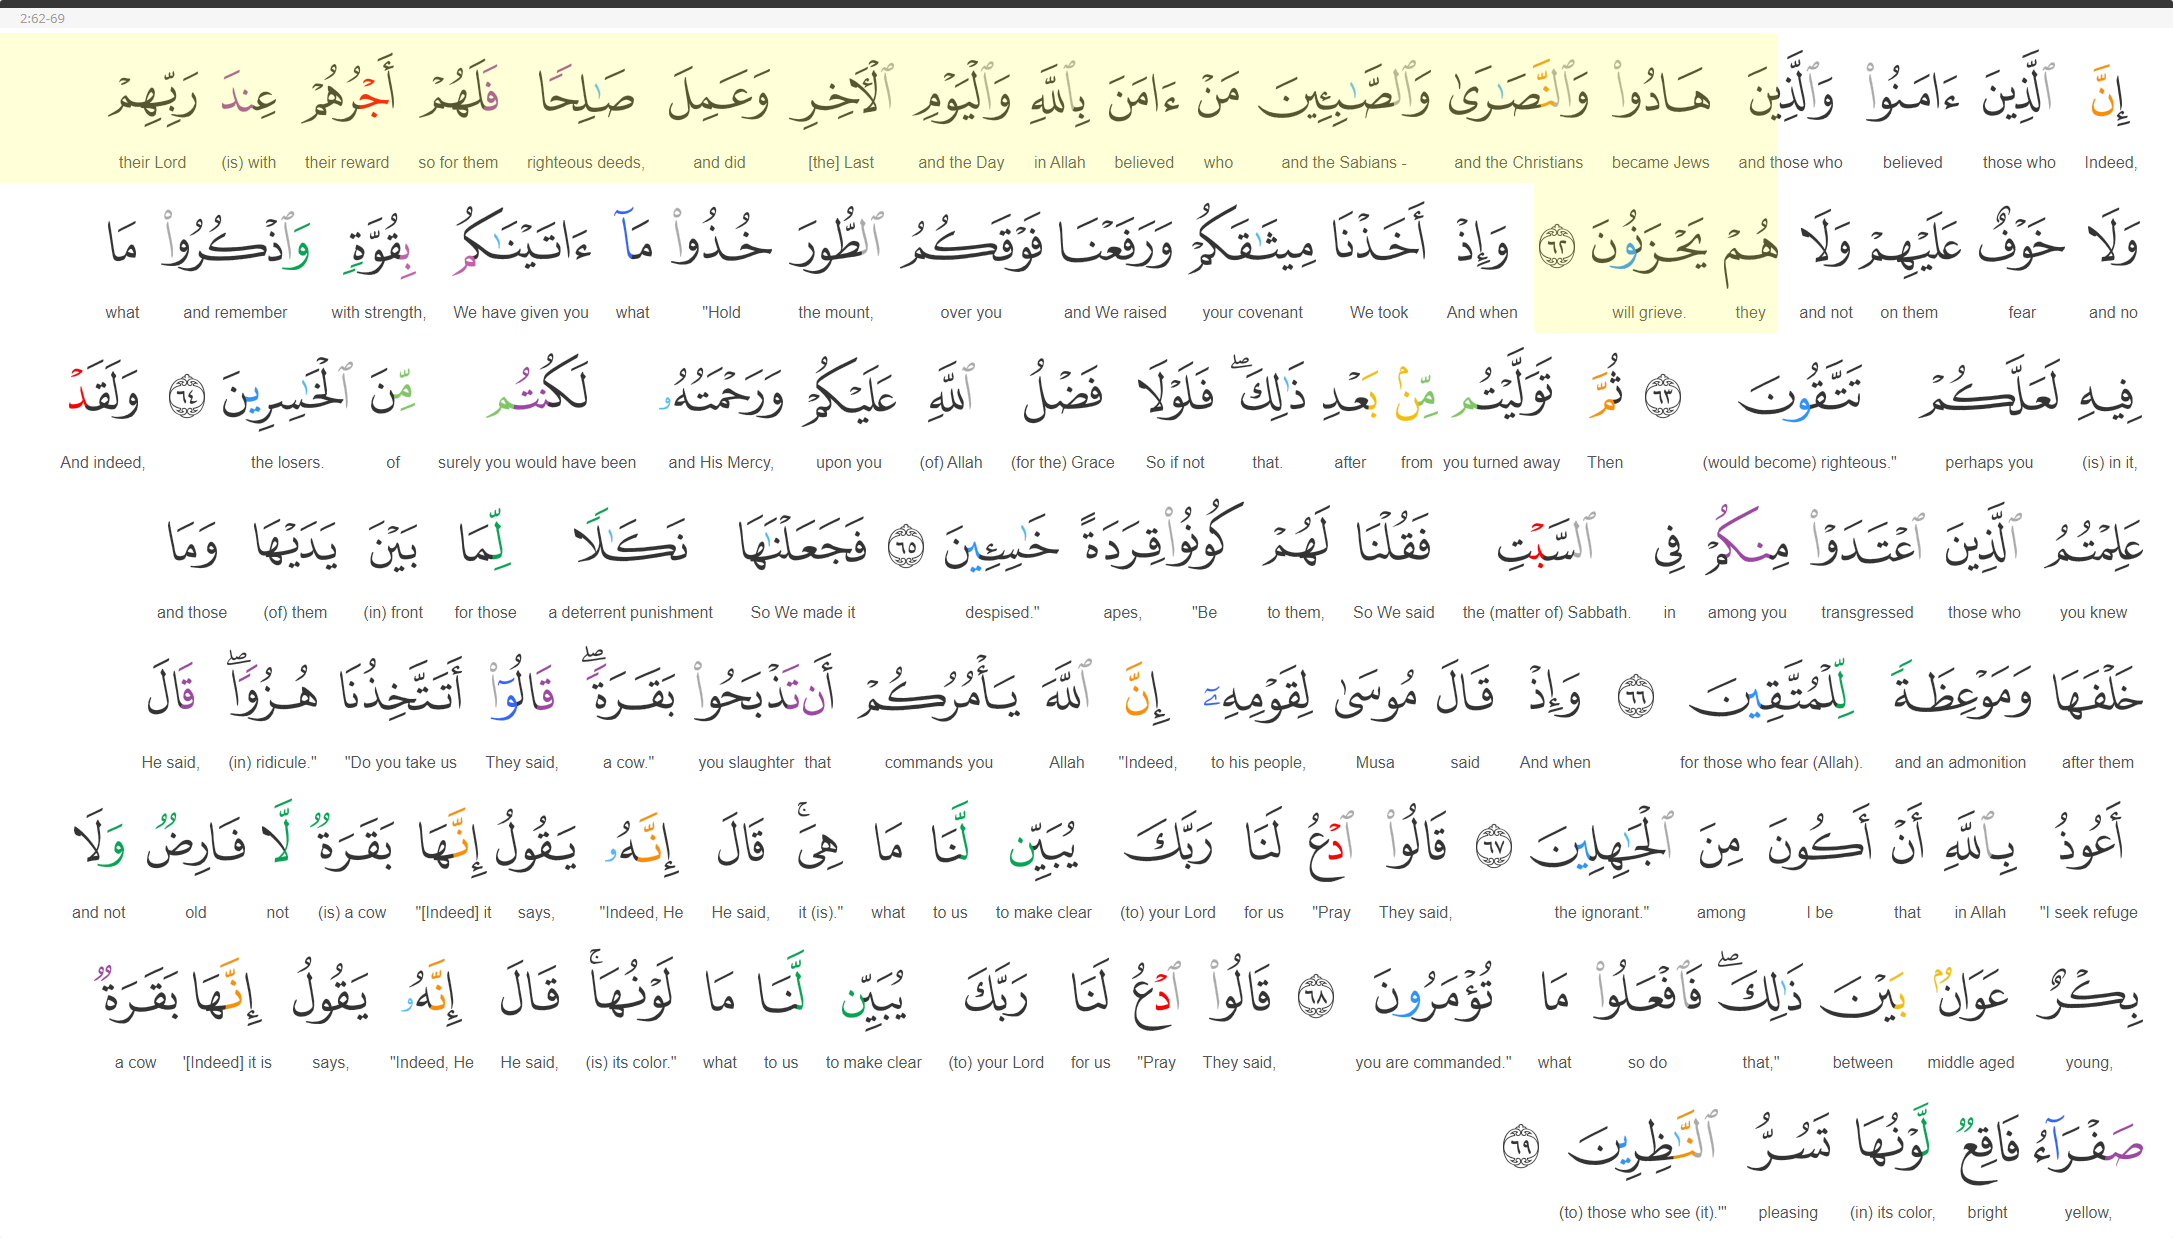 2:62-69
إِنَّ ٱلَّذِينَ ءَامَنُوا۟ وَٱلَّذِينَ هَادُوا۟ وَٱلنَّصَـٰرَىٰ وَٱلصَّـٰبِـِٔينَ مَنْ ءَامَنَ بِٱللَّهِ وَٱلْيَوْمِ ٱلْـَٔاخِرِ وَعَمِلَ صَـٰلِحًا فَلَهُمْ أَجْرُهُمْ عِندَ رَبِّهِمْ
their Lord (is) with their reward so for them righteous deeds, and did [the] Last and the Day in Allah believed who and the Sabians - and the Christians became Jews and those who believed those who Indeed,
وَلَا خَوْفٌ عَلَيْهِمْ وَلَا هُمْ يَحْزَنُونَ ٦٢ وَإِذْ أَخَذْنَا مِيثَـٰقَكُمْ وَرَفَعْنَا فَوْقَكُمُ ٱلطُّورَ خُذُوا۟ مَآ ءَاتَيْنَـٰكُم بِقُوَّةٍ وَٱذْكُرُوا۟ مَا
what and remember with strength, We have given you what "Hold the mount, over you and We raised your covenant We took And when will grieve. they and not on them fear and no
فِيهِ لَعَلَّكُمْ تَتَّقُونَ ٦٣ ثُمَّ تَوَلَّيْتُم مِّنۢ بَعْدِ ذَٰلِكَ ۖ فَلَوْلَا فَضْلُ ٱللَّهِ عَلَيْكُمْ وَرَحْمَتُهُۥ لَكُنتُم مِّنَ ٱلْخَـٰسِرِينَ ٦٤ وَلَقَدْ
And indeed, the losers. of surely you would have been and His Mercy, upon you (of) Allah (for the) Grace So if not that. after from you turned away Then (would become) righteous." perhaps you (is) in it,
عَلِمْتُمُ ٱلَّذِينَ ٱعْتَدَوْا۟ مِنكُمْ فِى ٱلسَّبْتِ فَقُلْنَا لَهُمْ كُونُوا۟ قِرَدَةً خَـٰسِـِٔينَ ٦٥ فَجَعَلْنَـٰهَا نَكَـٰلًا لِّمَا بَيْنَ يَدَيْهَا وَمَا
and those (of) them (in) front for those a deterrent punishment So We made it despised." apes, "Be to them, So We said the (matter of) Sabbath. in among you transgressed those who you knew
خَلْفَهَا وَمَوْعِظَةً لِّلْمُتَّقِينَ ٦٦ وَإِذْ قَالَ مُوسَىٰ لِقَوْمِهِۦٓ إِنَّ ٱللَّهَ يَأْمُرُكُمْ أَن تَذْبَحُوا۟ بَقَرَةً ۖ قَالُوٓا۟ أَتَتَّخِذُنَا هُزُوًا ۖ قَالَ
He said, (in) ridicule." "Do you take us They said, a cow." you slaughter that commands you Allah "Indeed, to his people, Musa said And when for those who fear (Allah). and an admonition after them
أَعُوذُ بِٱللَّهِ أَنْ أَكُونَ مِنَ ٱلْجَـٰهِلِينَ ٦٧ قَالُوا۟ ٱدْعُ لَنَا رَبَّكَ يُبَيِّن لَّنَا مَا هِىَ ۚ قَالَ إِنَّهُۥ يَقُولُ إِنَّهَا بَقَرَةٌ لَّا فَارِضٌ وَلَا
and not old not (is) a cow "[Indeed] it says, "Indeed, He He said, it (is)." what to us to make clear (to) your Lord for us "Pray They said, the ignorant." among I be that in Allah "I seek refuge
بِكْرٌ عَوَانٌۢ بَيْنَ ذَٰلِكَ ۖ فَٱفْعَلُوا۟ مَا تُؤْمَرُونَ ٦٨ قَالُوا۟ ٱدْعُ لَنَا رَبَّكَ يُبَيِّن لَّنَا مَا لَوْنُهَا ۚ قَالَ إِنَّهُۥ يَقُولُ إِنَّهَا بَقَرَةٌ
a cow '[Indeed] it is says, "Indeed, He He said, (is) its color." what to us to make clear (to) your Lord for us "Pray They said, you are commanded." what so do that," between middle aged young,
صَفْرَآءُ فَاقِعٌ لَّوْنُهَا تَسُرُّ ٱلنَّـٰظِرِينَ ٦٩
(to) those who see (it).'" pleasing (in) its color, bright yellow,